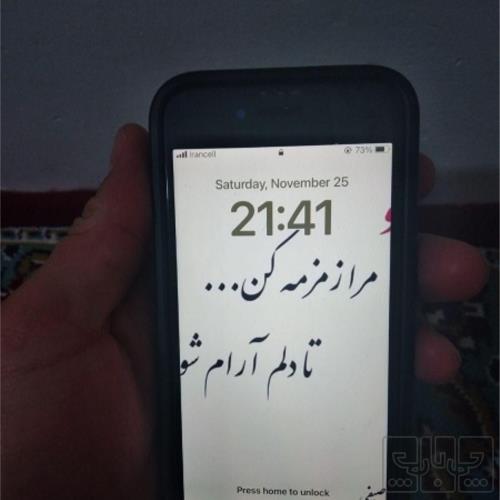 Irancell 73%
Saturday, November 25
21:41
مرا زمزمه کن...
تا دلم آرام شو
Press home to unlock